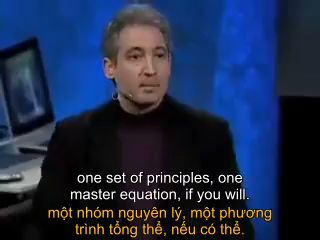 one set of principles, one
master equation, if you will.
một nhóm nguyên lý, một phương
trình tổng thể, nếu có thể.